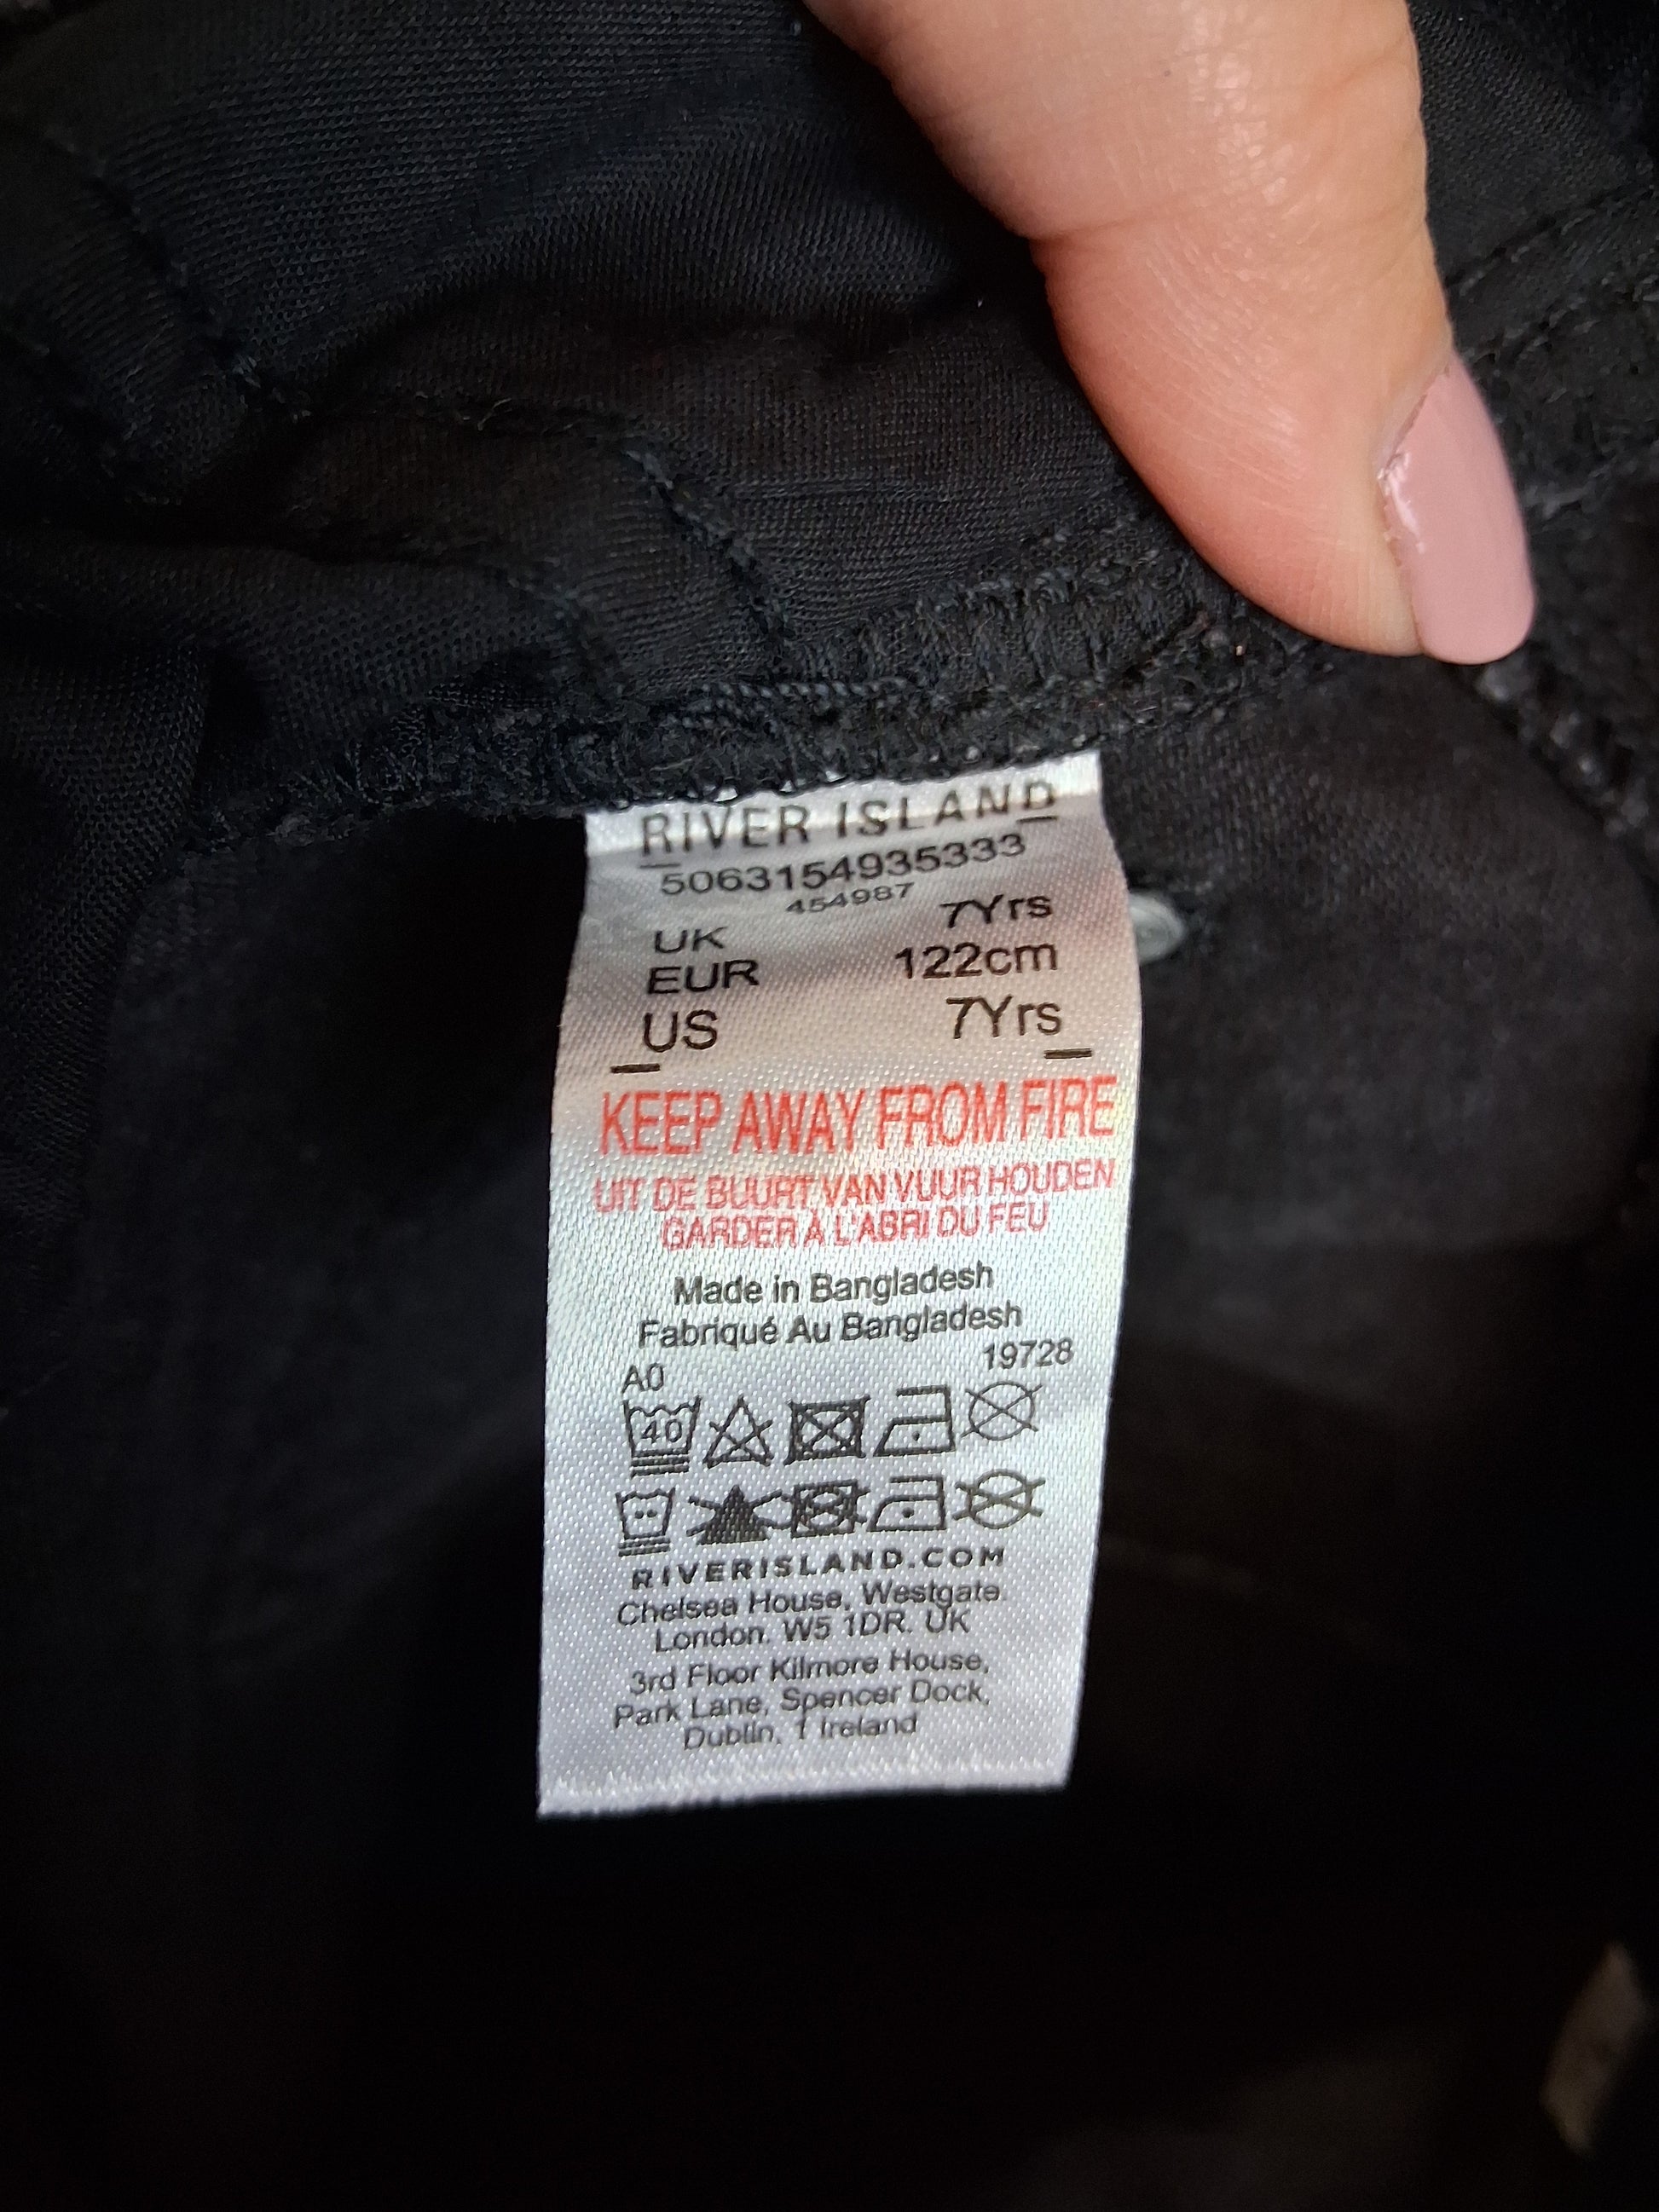 RIVER ISLAND
5063154935333
454987
UK 7Yrs
EUR 122cm
US 7Yrs
KEEP AWAY FROM FIRE
UIT DE BUURT VAN VUUR HOUDEN
GARDER À L'ABRI DU FEU
Made in Bangladesh
Fabriqué Au Bangladesh
A0 19728
40
RIVERISLAND.COM
Chelsea House, Westgate
London. W5 1DR. UK
3rd Floor Kilmore House,
Park Lane, Spencer Dock,
Dublin, 1 Ireland